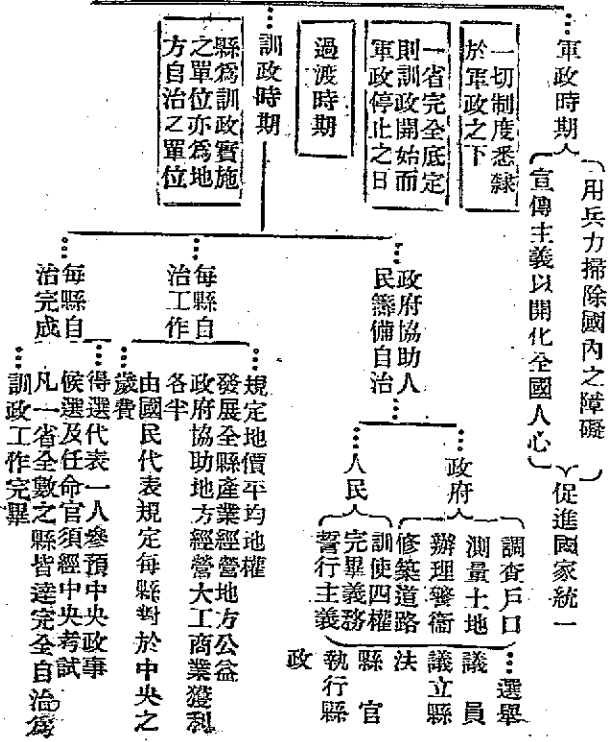 軍政時期
用兵力掃除國內之障礙
宣傳主義以開化全國人心
促進國家統一
一切制度悉隸
於軍政之下
一省完全底定
則訓政開始而
軍政停止之日
過渡時期
訓政時期
縣爲訓政實施
之單位亦爲地
方自治之單位
政府協助人
民籌備自治
政府
調查戶口
測量土地
辦理警衞
修築道路
人民
訓使四權
完畢義務
誓行主義
選舉
議員
議立縣
法
縣官
執行縣
政
每縣自
治工作
規定地價平均地權
發展全縣產業經營地方公益
政府協助地方經營大工商業獲利
各半
由國民代表規定每縣對於中央之
歲費
每縣自
治完成
得選代表一人參預中央政事
候選及任命官須經中央考試
凡一省全數之縣皆達完全自治爲
訓政工作完畢